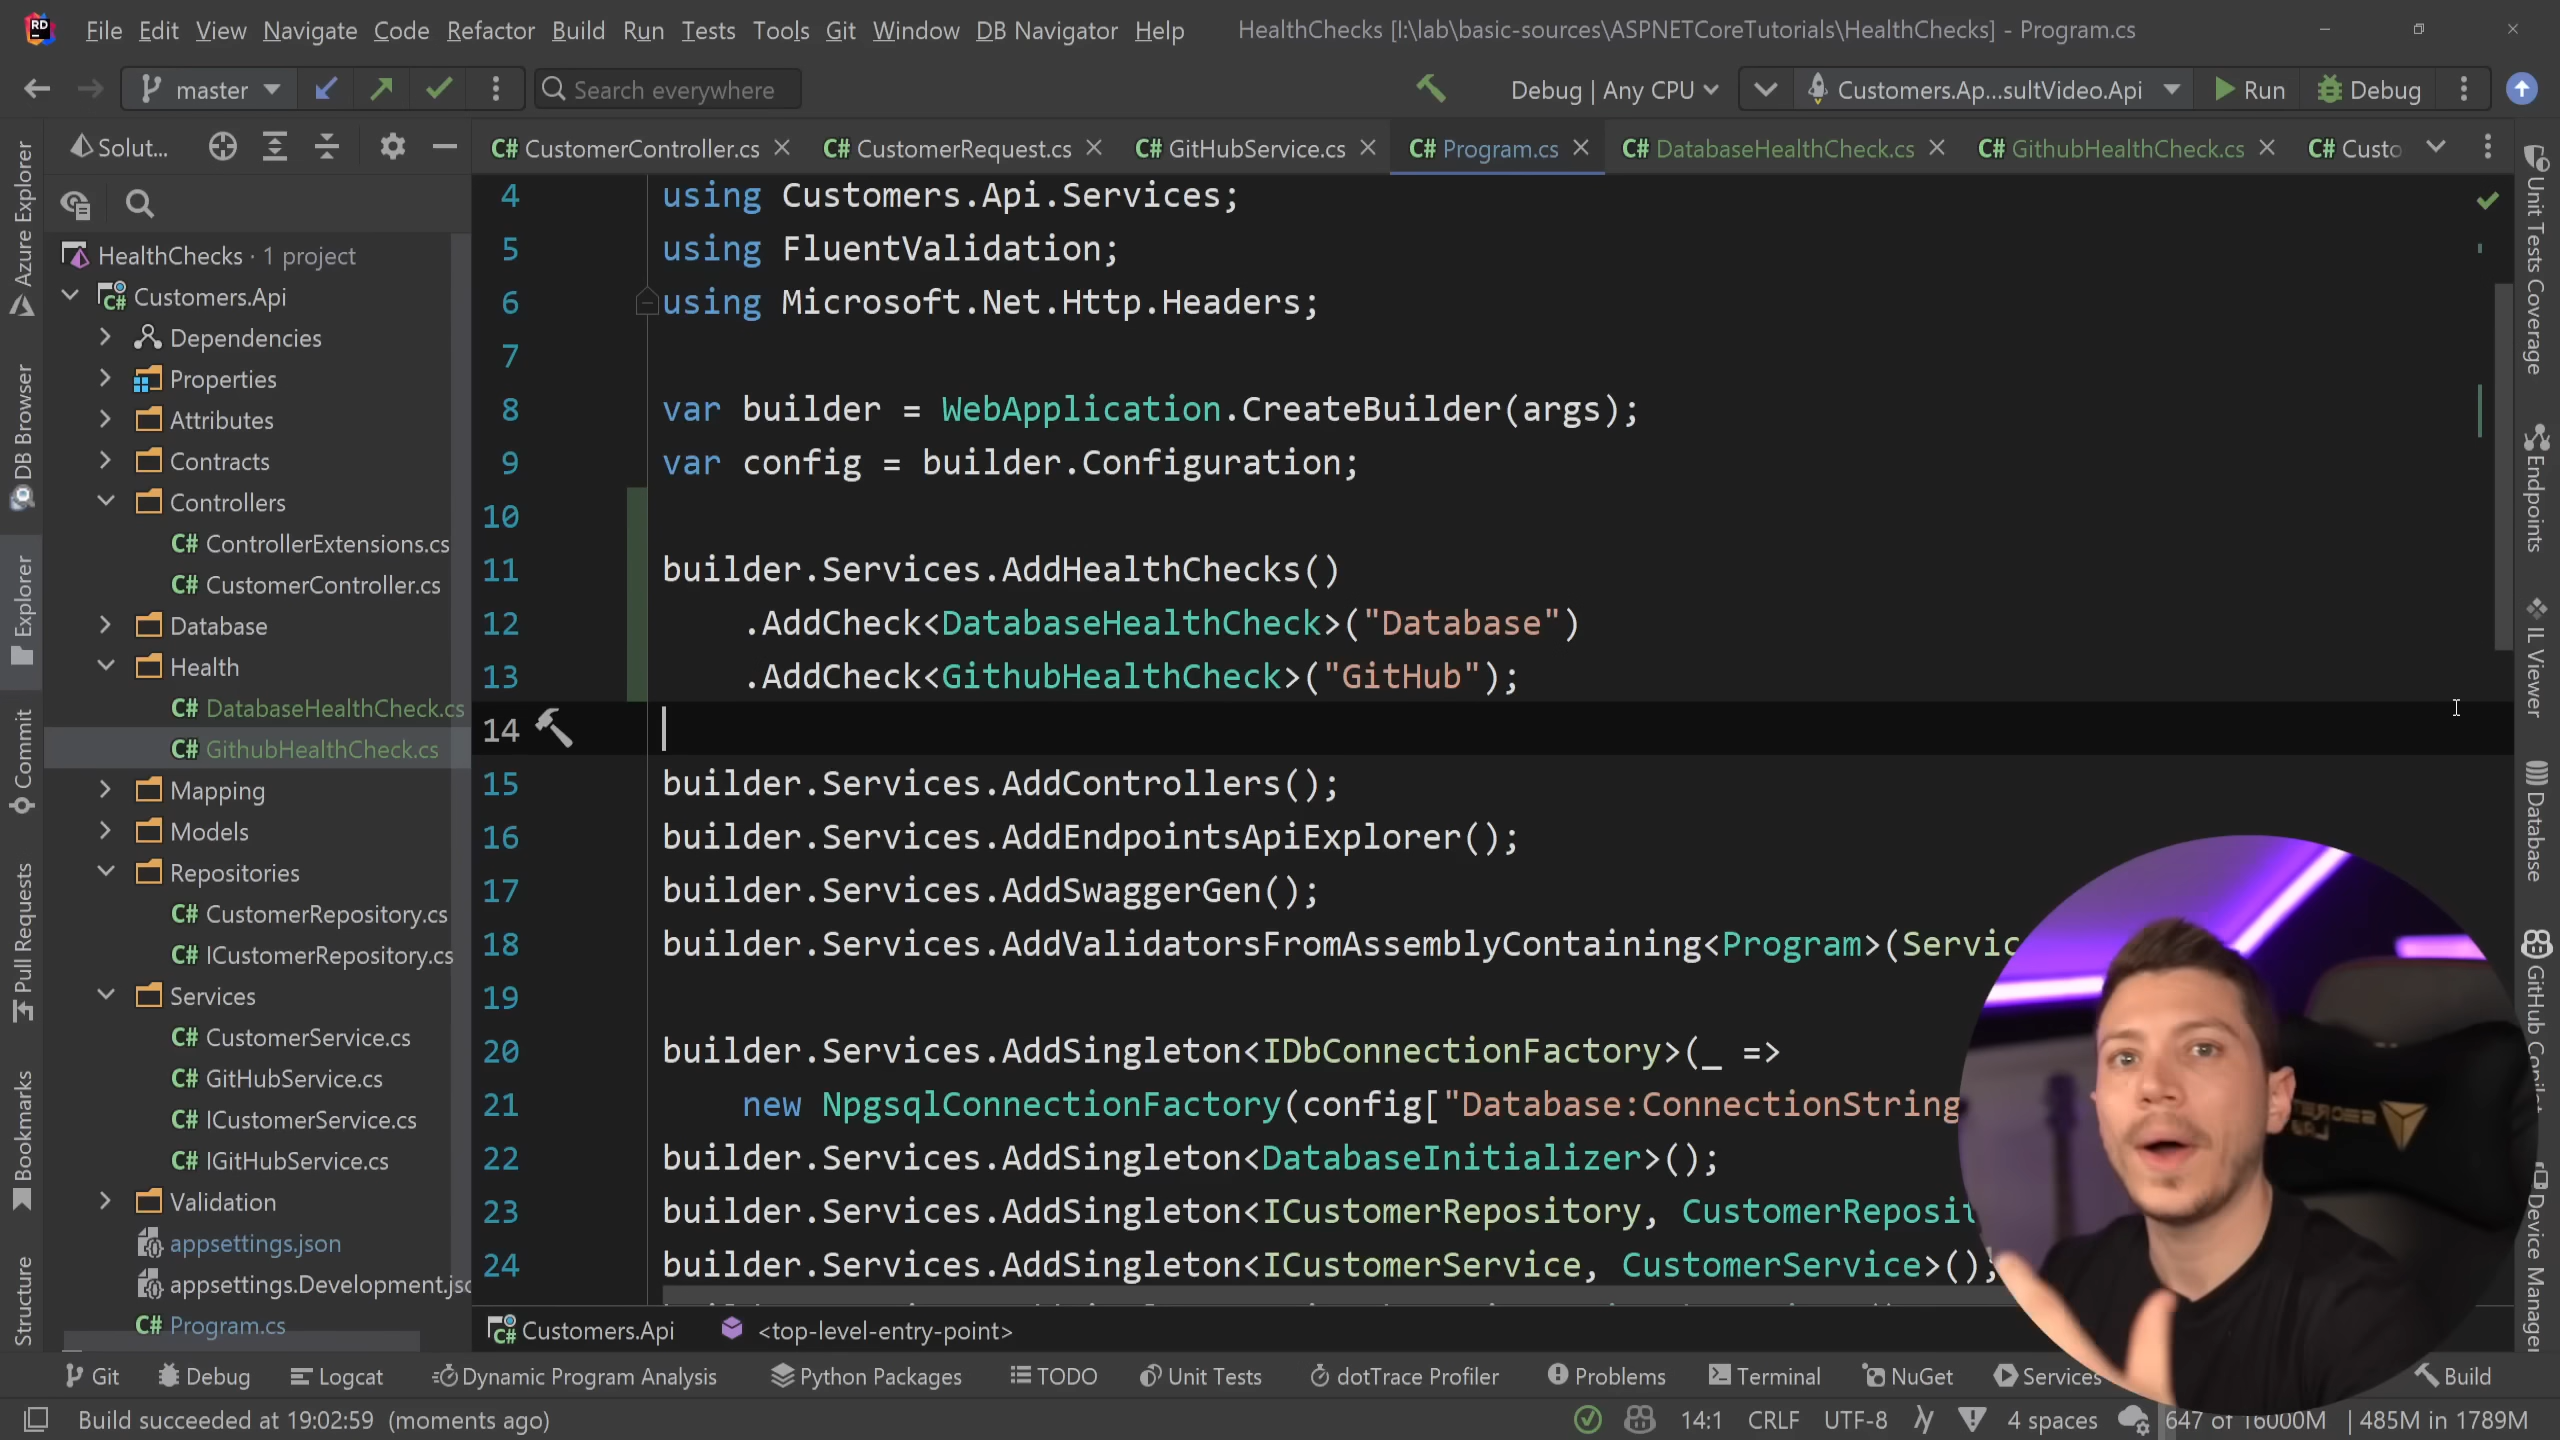 RD File Edit View Navigate Code Refactor Build Run Tests Tools Git Window DB Navigator Help HealthChecks [I:\lab\basic-sources\ASPNETCoreTutorials\HealthChecks] - Program.cs
master Search everywhere Debug | Any CPU Customers.Ap...sultVideo.Api Run Debug
Solut...
C# CustomerController.cs C# CustomerRequest.cs C# GitHubService.cs C# Program.cs C# DatabaseHealthCheck.cs C# GithubHealthCheck.cs C# Custo
Azure Explorer
DB Browser
Explorer
Commit
Pull Requests
Bookmarks
Structure
HealthChecks · 1 project
C# Customers.Api
Dependencies
Properties
Attributes
Contracts
Controllers
C# ControllerExtensions.cs
C# CustomerController.cs
Database
Health
C# DatabaseHealthCheck.cs
C# GithubHealthCheck.cs
Mapping
Models
Repositories
C# CustomerRepository.cs
C# ICustomerRepository.cs
Services
C# CustomerService.cs
C# GitHubService.cs
C# ICustomerService.cs
C# IGitHubService.cs
Validation
appsettings.json
appsettings.Development.jsc
C# Program.cs
4 using Customers.Api.Services;
5 using FluentValidation;
6 using Microsoft.Net.Http.Headers;
7
8 var builder = WebApplication.CreateBuilder(args);
9 var config = builder.Configuration;
10
11 builder.Services.AddHealthChecks()
12 .AddCheck<DatabaseHealthCheck>("Database")
13 .AddCheck<GithubHealthCheck>("GitHub");
14
15 builder.Services.AddControllers();
16 builder.Services.AddEndpointsApiExplorer();
17 builder.Services.AddSwaggerGen();
18 builder.Services.AddValidatorsFromAssemblyContaining<Program>(Servic
19
20 builder.Services.AddSingleton<IDbConnectionFactory>(_ =>
21 new NpgsqlConnectionFactory(config["Database:ConnectionString
22 builder.Services.AddSingleton<DatabaseInitializer>();
23 builder.Services.AddSingleton<ICustomerRepository, CustomerReposit
24 builder.Services.AddSingleton<ICustomerService, CustomerService>();
Unit Tests Coverage
Endpoints
IL Viewer
Database
GitHub Copilot
Device Manager
C# Customers.Api <top-level-entry-point>
Git Debug Logcat Dynamic Program Analysis Python Packages TODO Unit Tests dotTrace Profiler Problems Terminal NuGet Services Build
Build succeeded at 19:02:59 (moments ago) 14:1 CRLF UTF-8 4 spaces 647 of 16000M | 485M in 1789M